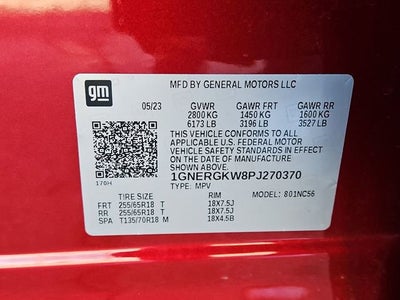 gm
MFD BY GENERAL MOTORS LLC
05/23 GVWR GAWR FRT GAWR RR
2800 KG 1450 KG 1600 KG
6173 LB 3196 LB 3527 LB
THIS VEHICLE CONFORMS TO ALL
APPLICABLE U.S. FEDERAL MOTOR
VEHICLE SAFETY STANDARDS IN EFFECT
ON THE DATE OF MANUFACTURE SHOWN ABOVE.
1GNERGKW8PJ270370
170H TYPE: MPV MODEL: 801NC56
TIRE SIZE RIM
FRT 255/65R18 T 18X7.5J
RR 255/65R18 T 18X7.5J
SPA T135/70R18 M 18X4.5B